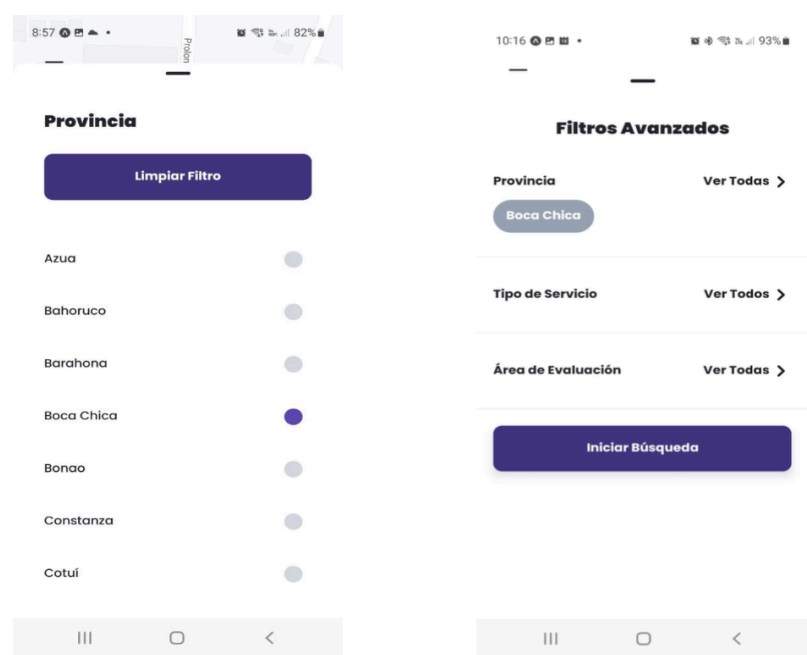 8:57
82%
Prolon
Provincia
Limpiar Filtro
Azua
Bahoruco
Barahona
Boca Chica
Bonao
Constanza
Cotuí
10:16
93%
Filtros Avanzados
Provincia Ver Todas
Boca Chica
Tipo de Servicio Ver Todos
Área de Evaluación Ver Todas
Iniciar Búsqueda